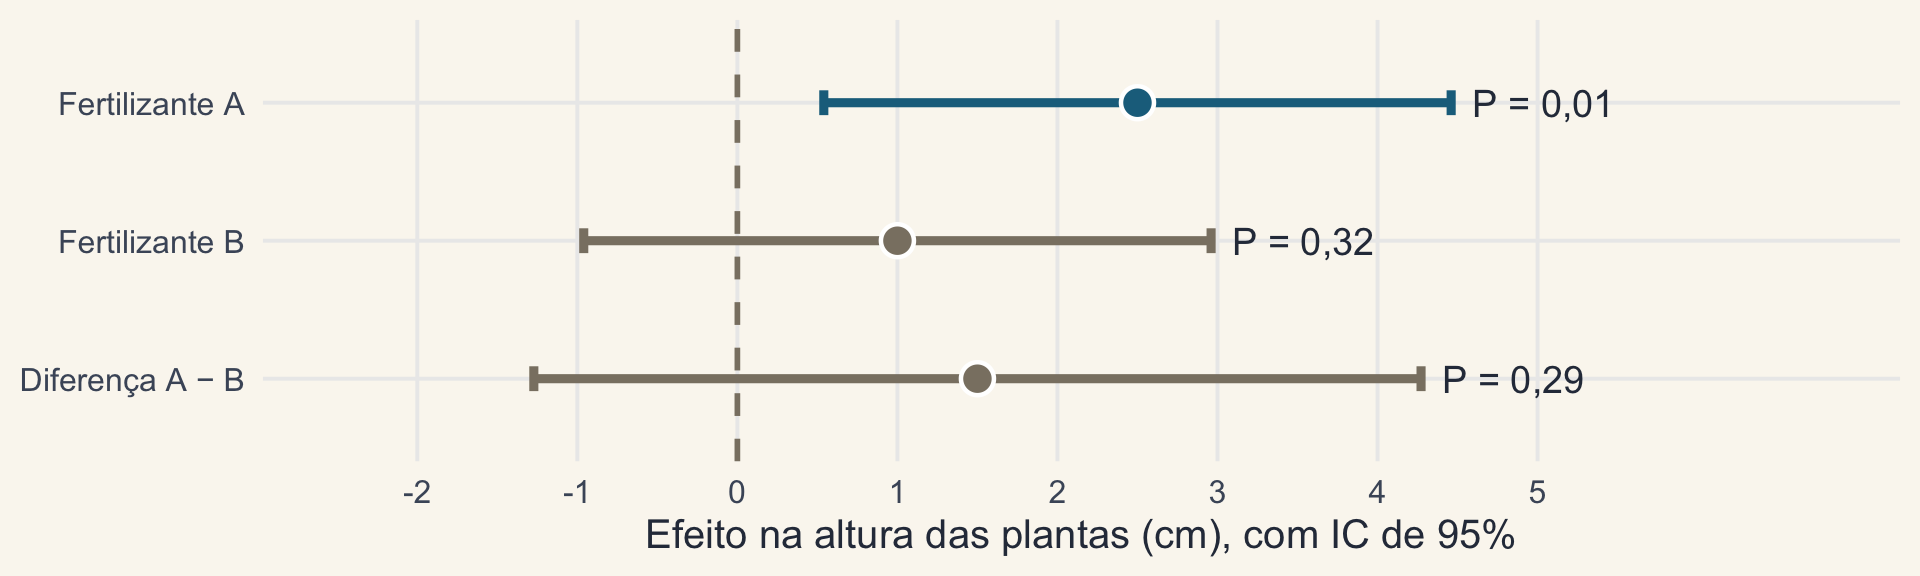 Fertilizante A
P = 0,01
Fertilizante B
P = 0,32
Diferença A − B
P = 0,29
-2 -1 0 1 2 3 4 5
Efeito na altura das plantas (cm), com IC de 95%